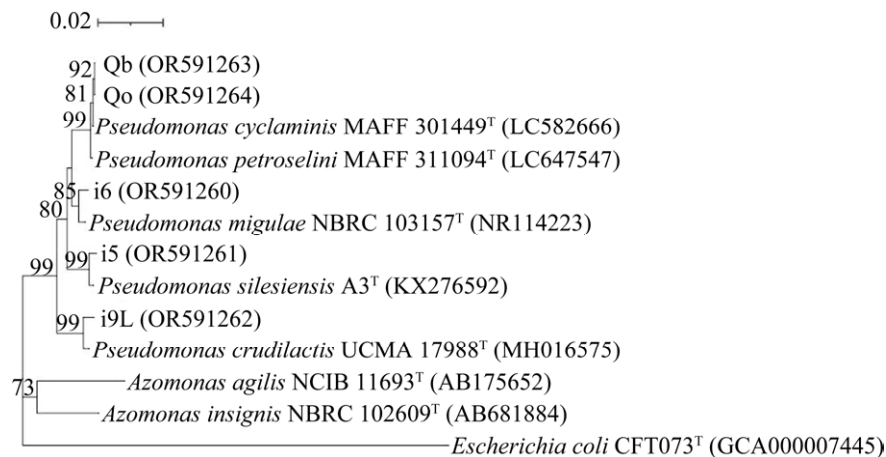 0.02
92 Qb (OR591263)
81 Qo (OR591264)
99 Pseudomonas cyclaminis MAFF 301449ᵀ (LC582666)
Pseudomonas petroselini MAFF 311094ᵀ (LC647547)
85 i6 (OR591260)
80 Pseudomonas migulae NBRC 103157ᵀ (NR114223)
99 99 i5 (OR591261)
Pseudomonas silesiensis A3ᵀ (KX276592)
99 i9L (OR591262)
Pseudomonas crudilactis UCMA 17988ᵀ (MH016575)
73 Azomonas agilis NCIB 11693ᵀ (AB175652)
Azomonas insignis NBRC 102609ᵀ (AB681884)
Escherichia coli CFT073ᵀ (GCA000007445)